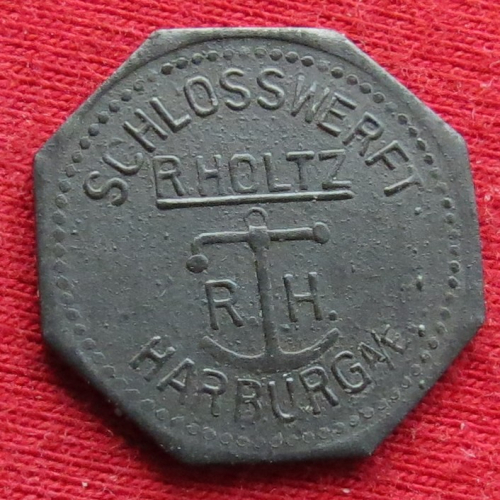 SCHLOSSWERFT
R.HOLTZ
R. H.
HARBURG A/E.